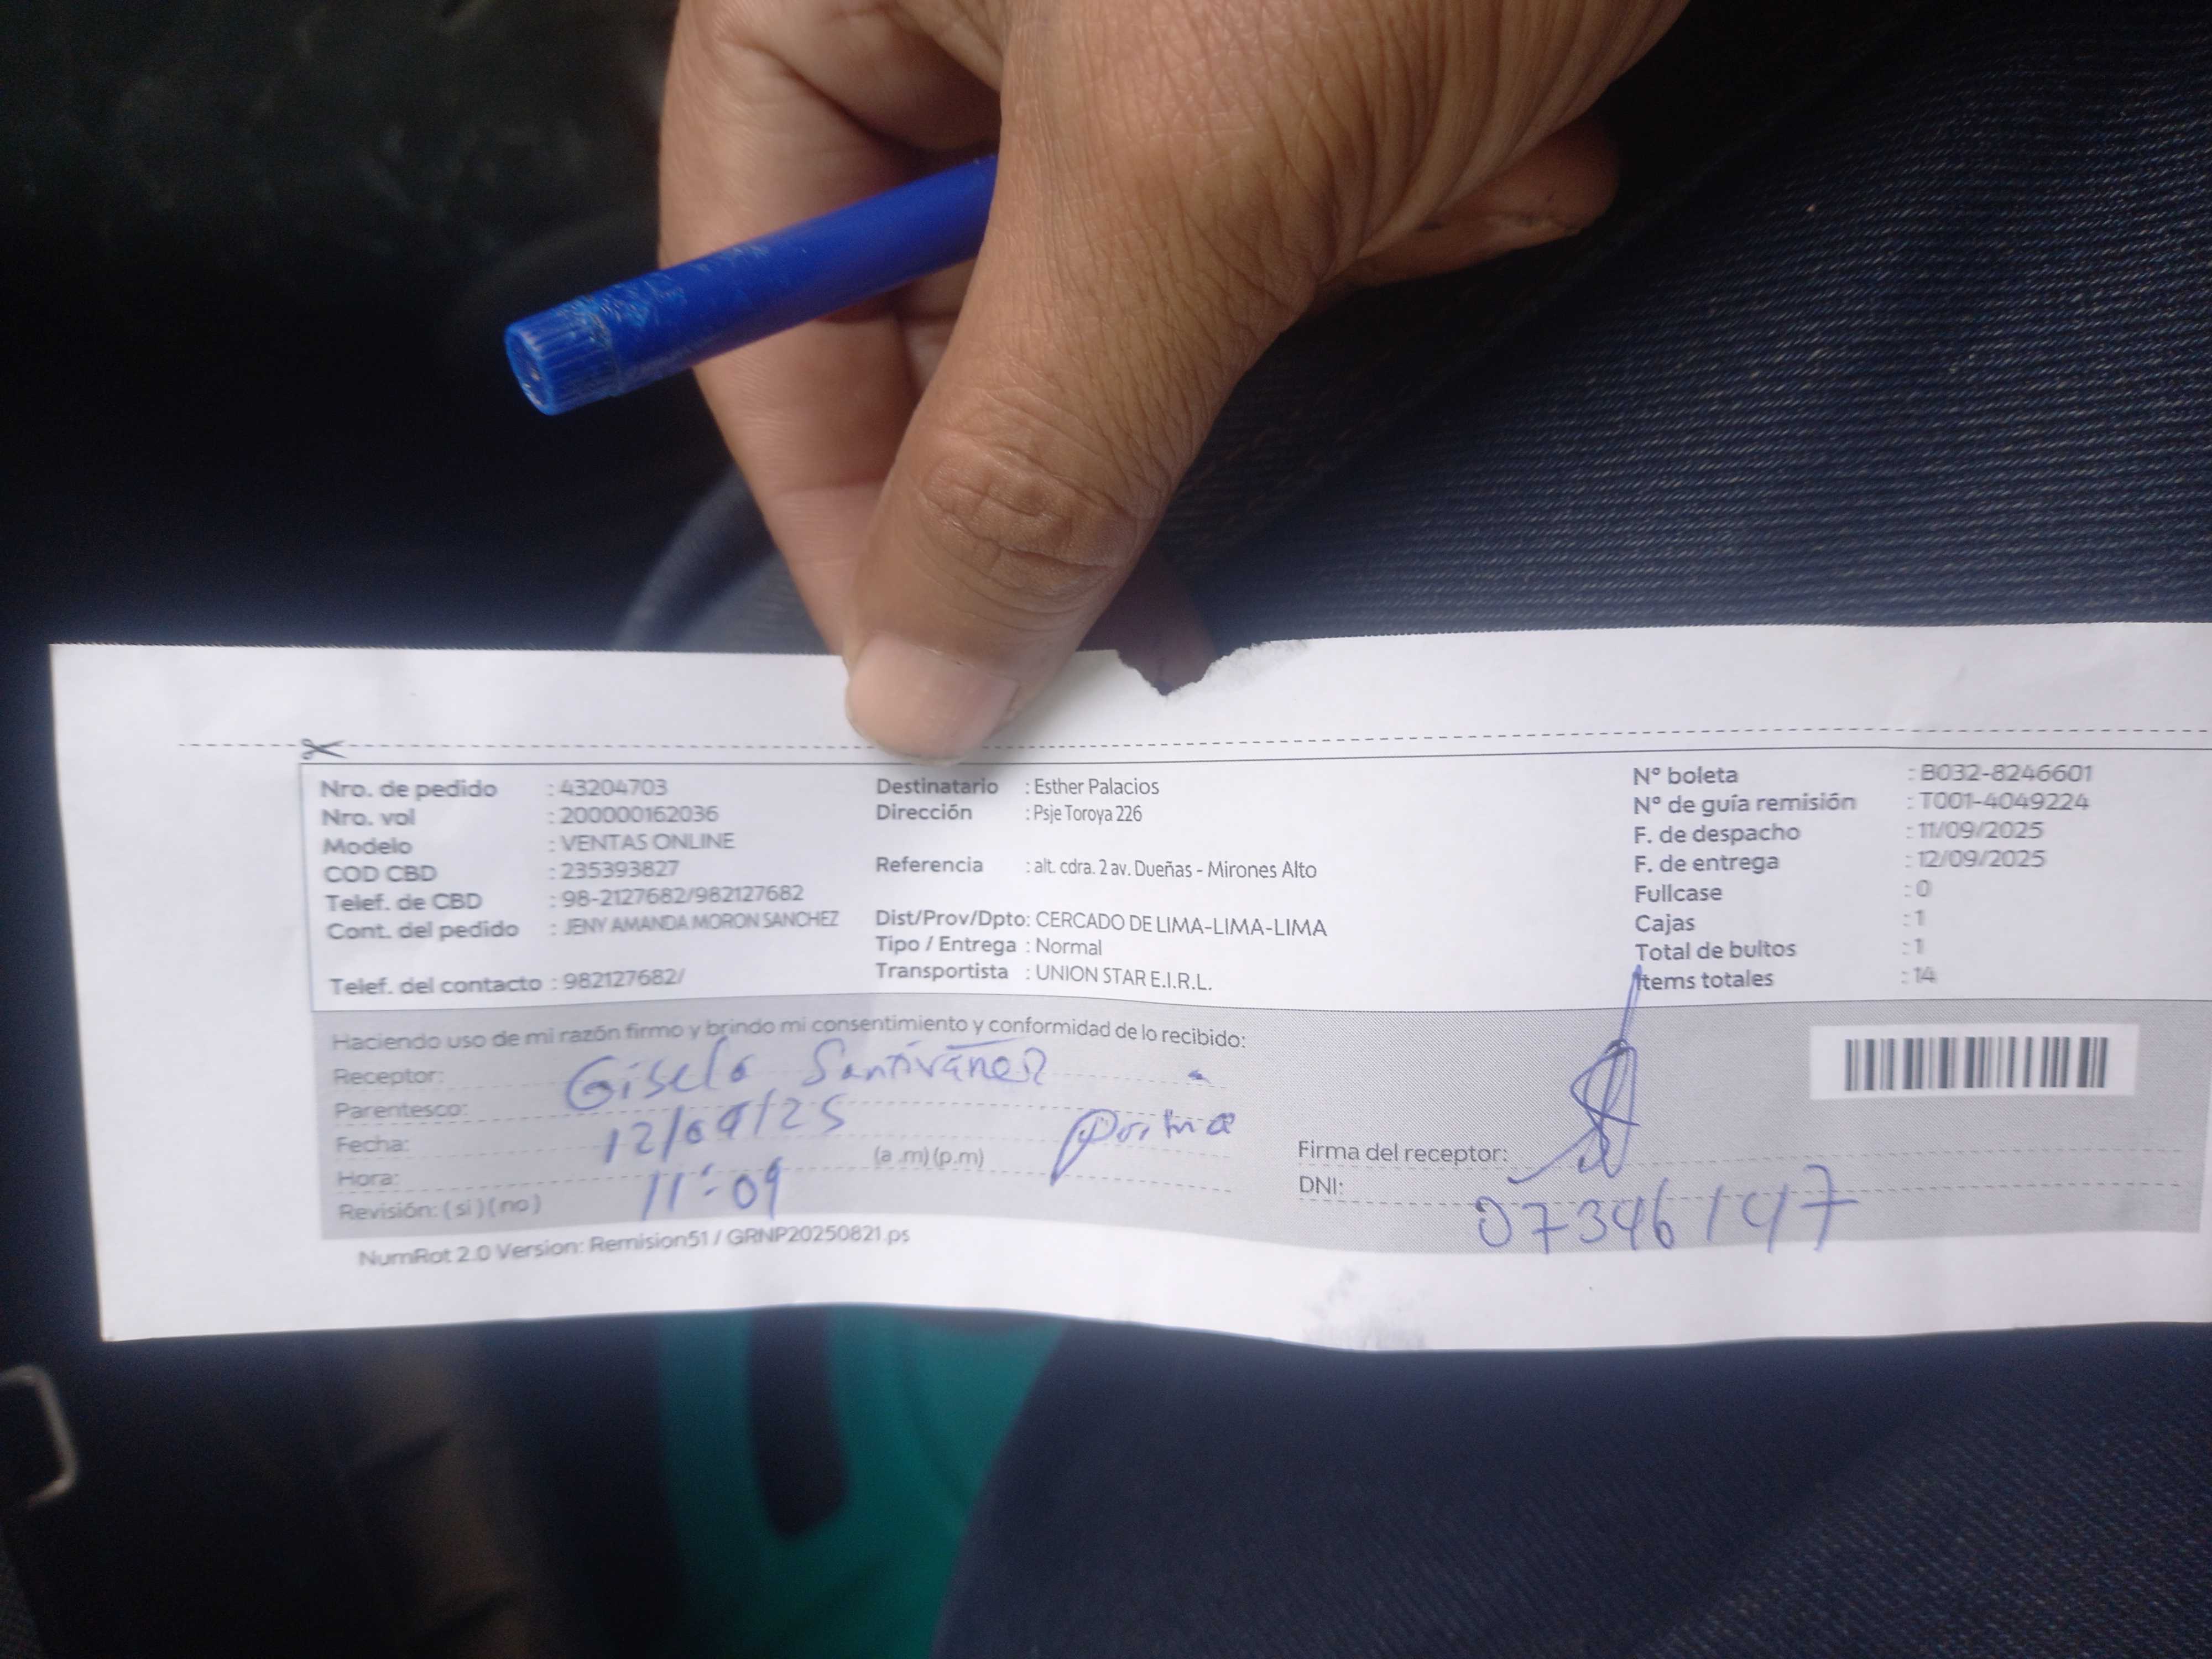 Nro. de pedido : 43204703
Nro. vol : 200000162036
Modelo : VENTAS ONLINE
COD CBD : 235393827
Telef. de CBD : 98-2127682/982127682
Cont. del pedido : JENY AMANDA MORON SANCHEZ
Telef. del contacto : 982127682/
Destinatario : Esther Palacios
Dirección : Psje Toroya 226
Referencia : alt. cdra. 2 av. Dueñas - Mirones Alto
Dist/Prov/Dpto: CERCADO DE LIMA-LIMA-LIMA
Tipo / Entrega : Normal
Transportista : UNION STAR E.I.R.L.
N° boleta : B032-8246601
N° de guía remisión : T001-4049224
F. de despacho : 11/09/2025
F. de entrega : 12/09/2025
Fullcase : 0
Cajas : 1
Total de bultos : 1
Items totales : 14
Haciendo uso de mi razón firmo y brindo mi consentimiento y conformidad de lo recibido:
Receptor: Gisela Santivañez
Parentesco: prima
Fecha: 12/09/25
Hora: 11:09 (a .m) (p.m)
Revisión: ( si ) ( no )
Firma del receptor:
DNI: 07346147
NumRot 2.0 Version: Remision51 / GRNP20250821.ps